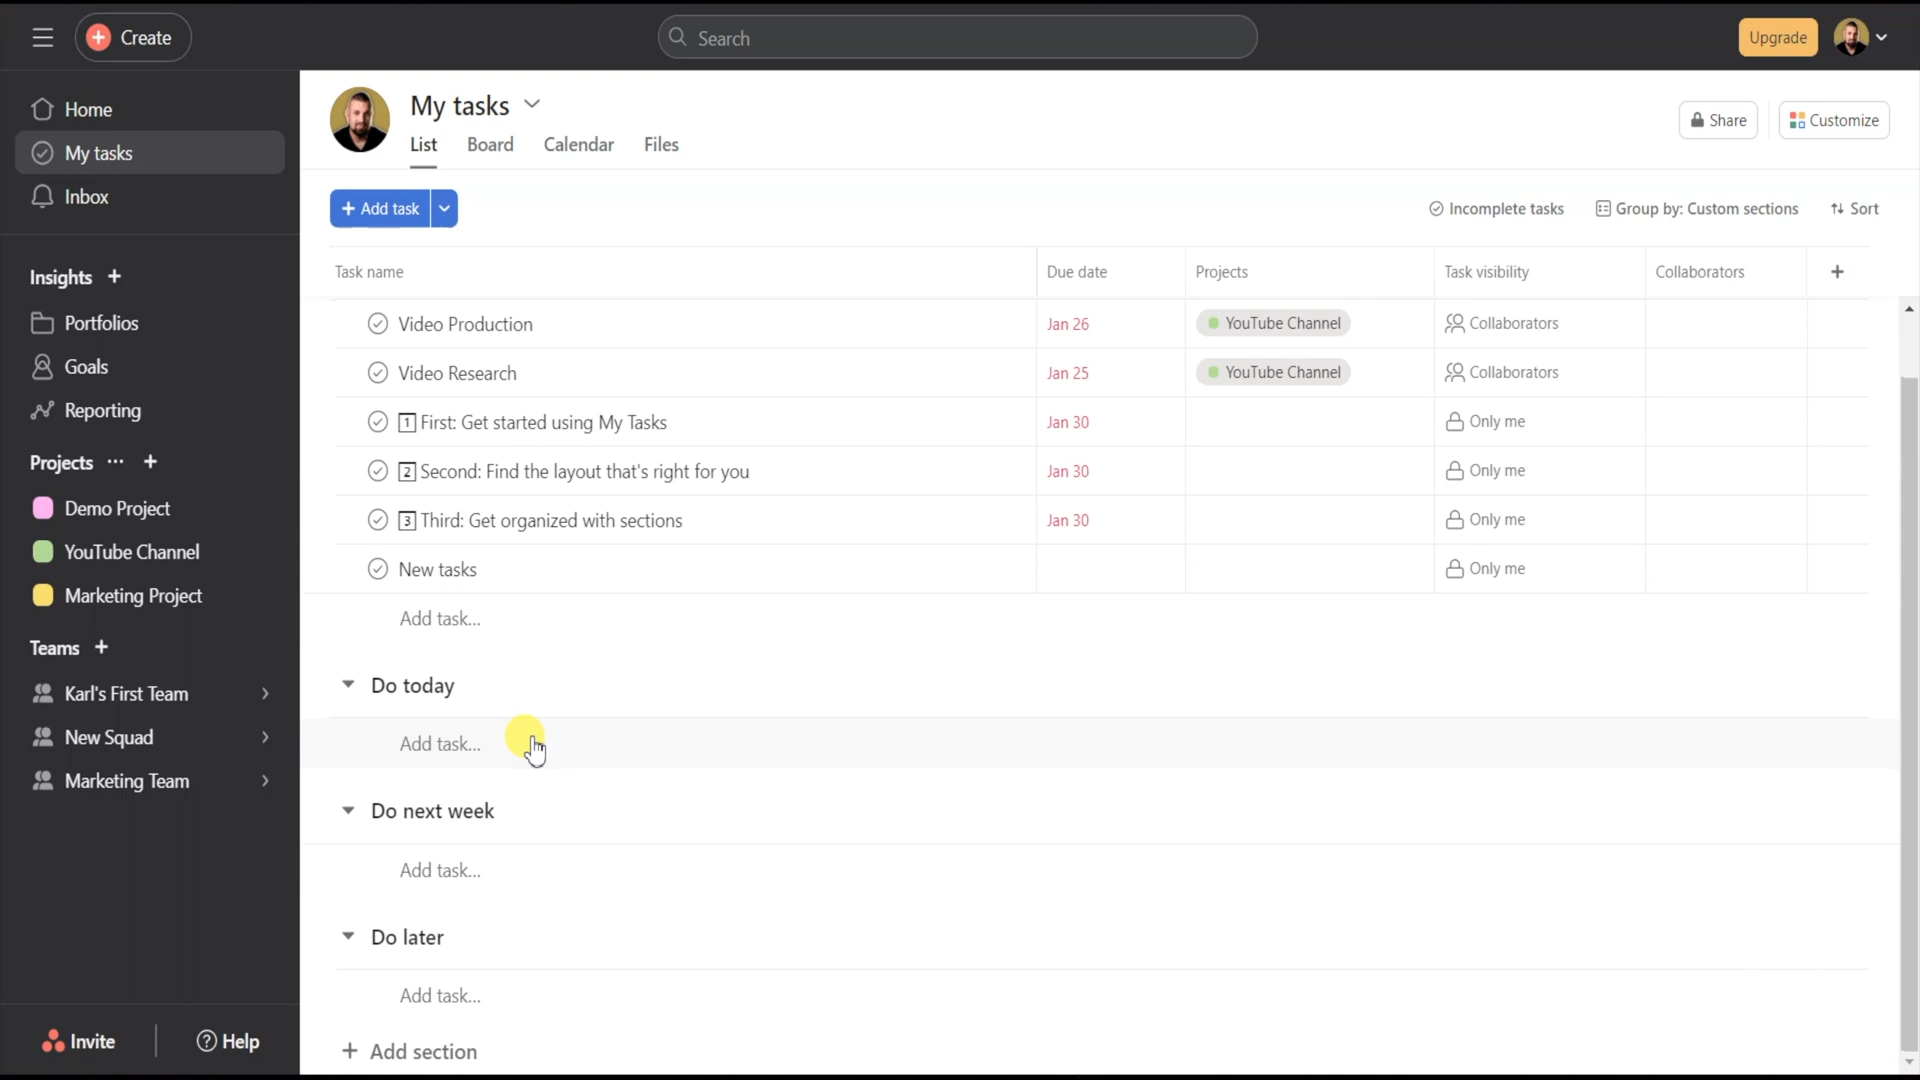 Create
Search
Upgrade
Home
My tasks
Inbox
Insights
Portfolios
Goals
Reporting
Projects
Demo Project
YouTube Channel
Marketing Project
Teams
Karl's First Team
New Squad
Marketing Team
Invite
Help
My tasks
List Board Calendar Files
Share Customize
+ Add task
Incomplete tasks Group by: Custom sections Sort
Task name Due date Projects Task visibility Collaborators
Video Production Jan 26 YouTube Channel Collaborators
Video Research Jan 25 YouTube Channel Collaborators
1 First: Get started using My Tasks Jan 30 Only me
2 Second: Find the layout that's right for you Jan 30 Only me
3 Third: Get organized with sections Jan 30 Only me
New tasks Only me
Add task...
Do today
Add task...
Do next week
Add task...
Do later
Add task...
+ Add section